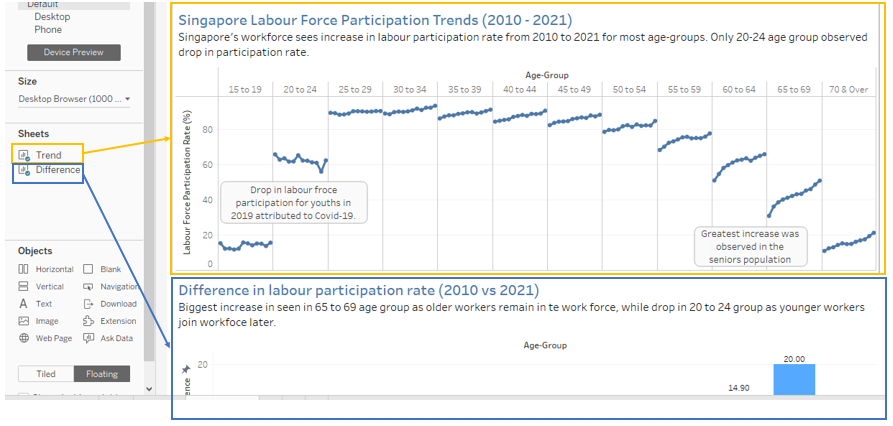 Default
Desktop
Phone
Device Preview
Size
Desktop Browser (1000 ...
Sheets
Trend
Difference
Objects
Horizontal Blank
Vertical Navigation
Text Download
Image Extension
Web Page Ask Data
Tiled Floating
Singapore Labour Force Participation Trends (2010 - 2021)
Singapore's workforce sees increase in labour participation rate from 2010 to 2021 for most age-groups. Only 20-24 age group observed
drop in participation rate.
Age-Group
15 to 19 20 to 24 25 to 29 30 to 34 35 to 39 40 to 44 45 to 49 50 to 54 55 to 59 60 to 64 65 to 69 70 & Over
Labour Force Participation Rate (%)
80
60
40
20
0
Drop in labour froce
participation for youths in
2019 attributed to Covid-19.
Greatest increase was
observed in the
seniors population
Difference in labour participation rate (2010 vs 2021)
Biggest increase in seen in 65 to 69 age group as older workers remain in te work force, while drop in 20 to 24 group as younger workers
join workfoce later.
Age-Group
20
20.00
14.90